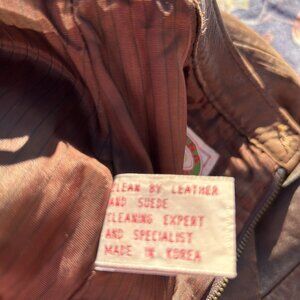 CLEAN BY LEATHER
AND SUEDE
CLEANING EXPERT
AND SPECIALIST
MADE IN KOREA